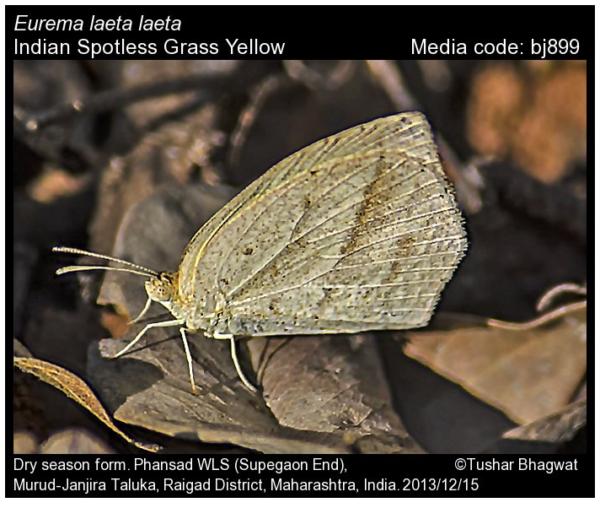 Eurema laeta laeta
Indian Spotless Grass Yellow Media code: bj899
Dry season form. Phansad WLS (Supegaon End), ©Tushar Bhagwat
Murud-Janjira Taluka, Raigad District, Maharashtra, India. 2013/12/15